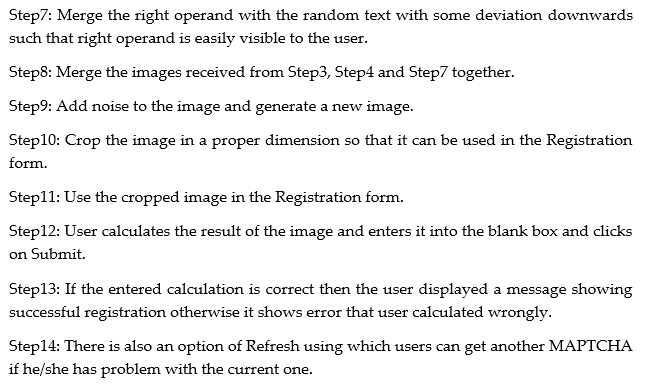 Step7: Merge the right operand with the random text with some deviation downwards
such that right operand is easily visible to the user.
Step8: Merge the images received from Step3, Step4 and Step7 together.
Step9: Add noise to the image and generate a new image.
Step10: Crop the image in a proper dimension so that it can be used in the Registration
form.
Step11: Use the cropped image in the Registration form.
Step12: User calculates the result of the image and enters it into the blank box and clicks
on Submit.
Step13: If the entered calculation is correct then the user displayed a message showing
successful registration otherwise it shows error that user calculated wrongly.
Step14: There is also an option of Refresh using which users can get another MAPTCHA
if he/she has problem with the current one.